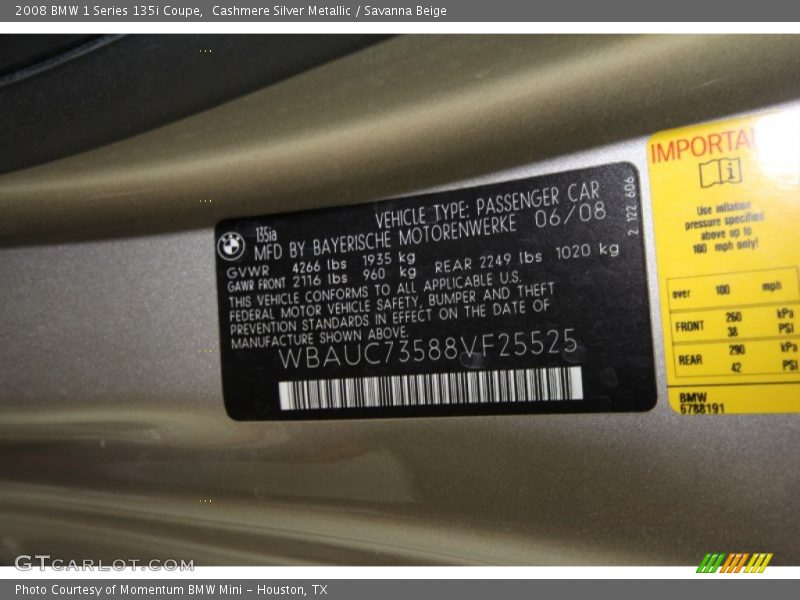 2008 BMW 1 Series 135i Coupe, Cashmere Silver Metallic / Savanna Beige
135ia
VEHICLE TYPE: PASSENGER CAR
MFD BY BAYERISCHE MOTORENWERKE 06/08
GVWR 4266 lbs 1935 kg
GAWR FRONT 2116 lbs 960 kg REAR 2249 lbs 1020 kg
THIS VEHICLE CONFORMS TO ALL APPLICABLE U.S.
FEDERAL MOTOR VEHICLE SAFETY, BUMPER AND THEFT
PREVENTION STANDARDS IN EFFECT ON THE DATE OF
MANUFACTURE SHOWN ABOVE.
WBAUC73588VF25525
2 122 606
Use inflation
pressure specified
above up to
100 mph only!
over 100 mph
FRONT 260 kPa
38 PSI
REAR 290 kPa
42 PSI
BMW
6788191
GTCARLOT.COM
Photo Courtesy of Momentum BMW Mini - Houston, TX